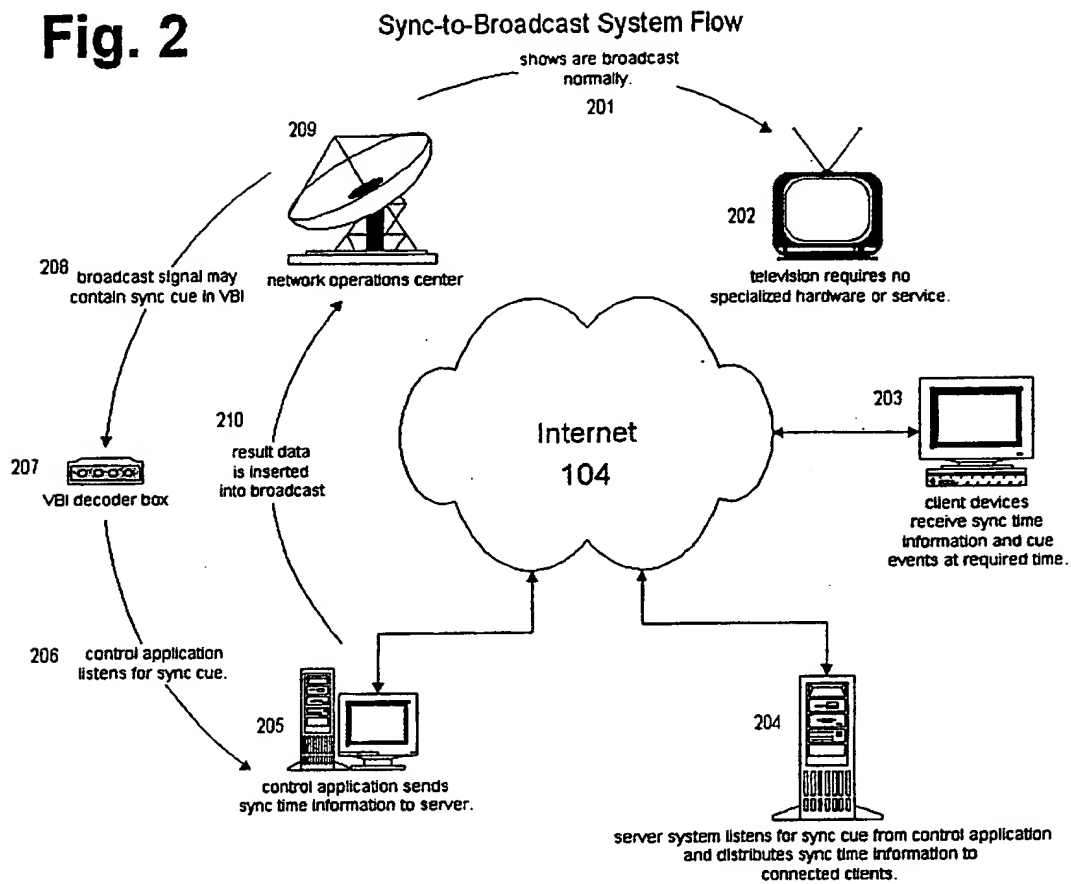 Fig. 2
Sync-to-Broadcast System Flow
shows are broadcast
normally.
201
209
202
208
broadcast signal may
contain sync cue in VBI
network operations center
television requires no
specialized hardware or service.
210
result data
is inserted
into broadcast
Internet
104
203
207
VBI decoder box
client devices
receive sync time
information and cue
events at required time.
206
control application
listens for sync cue.
205
204
control application sends
sync time information to server.
server system listens for sync cue from control application
and distributes sync time information to
connected clients.